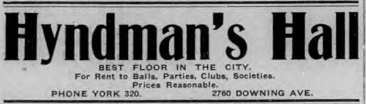 Hyndman's Hall
BEST FLOOR IN THE CITY.
For Rent to Balls, Parties, Clubs, Societies.
Prices Reasonable.
PHONE YORK 320. 2760 DOWNING AVE.